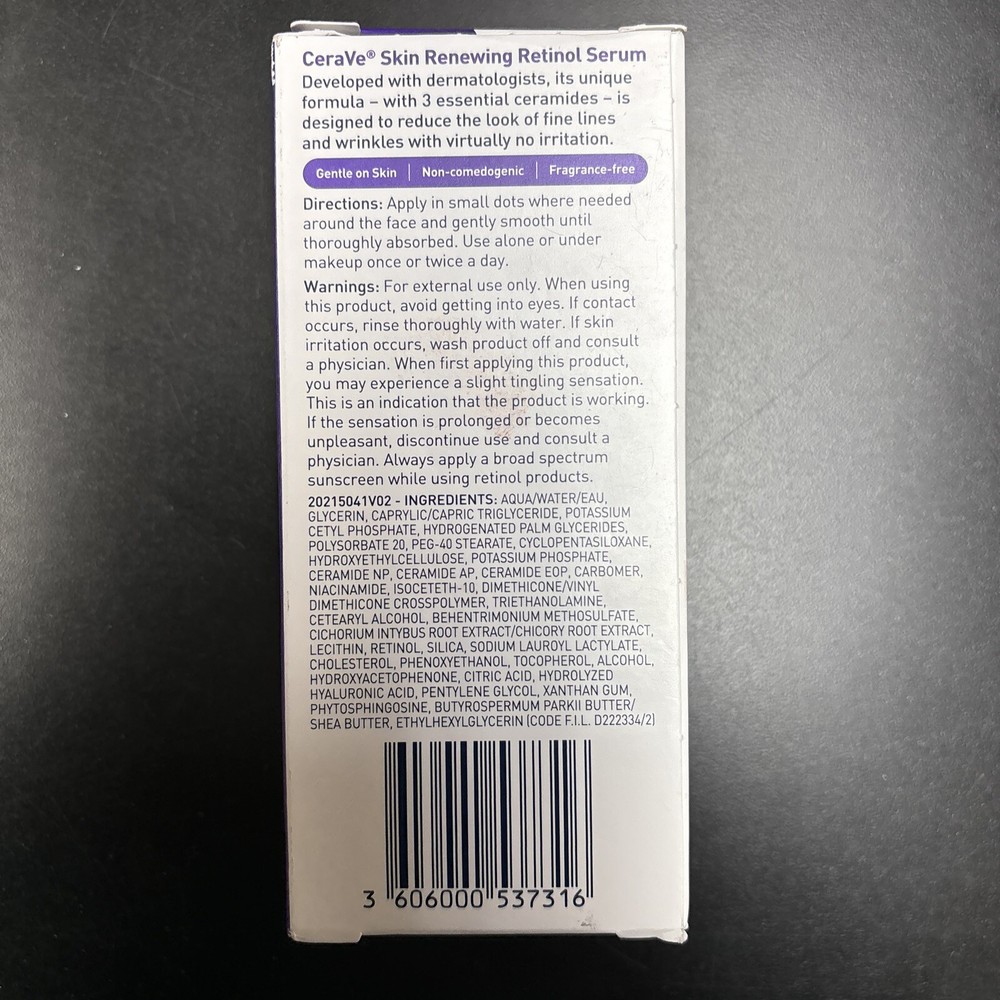 CeraVe® Skin Renewing Retinol Serum
Developed with dermatologists, its unique
formula – with 3 essential ceramides – is
designed to reduce the look of fine lines
and wrinkles with virtually no irritation.
Gentle on Skin | Non-comedogenic | Fragrance-free
Directions: Apply in small dots where needed
around the face and gently smooth until
thoroughly absorbed. Use alone or under
makeup once or twice a day.
Warnings: For external use only. When using
this product, avoid getting into eyes. If contact
occurs, rinse thoroughly with water. If skin
irritation occurs, wash product off and consult
a physician. When first applying this product,
you may experience a slight tingling sensation.
This is an indication that the product is working.
If the sensation is prolonged or becomes
unpleasant, discontinue use and consult a
physician. Always apply a broad spectrum
sunscreen while using retinol products.
20215041V02 - INGREDIENTS: AQUA/WATER/EAU,
GLYCERIN, CAPRYLIC/CAPRIC TRIGLYCERIDE, POTASSIUM
CETYL PHOSPHATE, HYDROGENATED PALM GLYCERIDES,
POLYSORBATE 20, PEG-40 STEARATE, CYCLOPENTASILOXANE,
HYDROXYETHYLCELLULOSE, POTASSIUM PHOSPHATE,
CERAMIDE NP, CERAMIDE AP, CERAMIDE EOP, CARBOMER,
NIACINAMIDE, ISOCETETH-10, DIMETHICONE/VINYL
DIMETHICONE CROSSPOLYMER, TRIETHANOLAMINE,
CETEARYL ALCOHOL, BEHENTRIMONIUM METHOSULFATE,
CICHORIUM INTYBUS ROOT EXTRACT/CHICORY ROOT EXTRACT,
LECITHIN, RETINOL, SILICA, SODIUM LAUROYL LACTYLATE,
CHOLESTEROL, PHENOXYETHANOL, TOCOPHEROL, ALCOHOL,
HYDROXYACETOPHENONE, CITRIC ACID, HYDROLYZED
HYALURONIC ACID, PENTYLENE GLYCOL, XANTHAN GUM,
PHYTOSPHINGOSINE, BUTYROSPERMUM PARKII BUTTER/
SHEA BUTTER, ETHYLHEXYLGLYCERIN (CODE F.I.L. D222334/2)
3 606000 537316